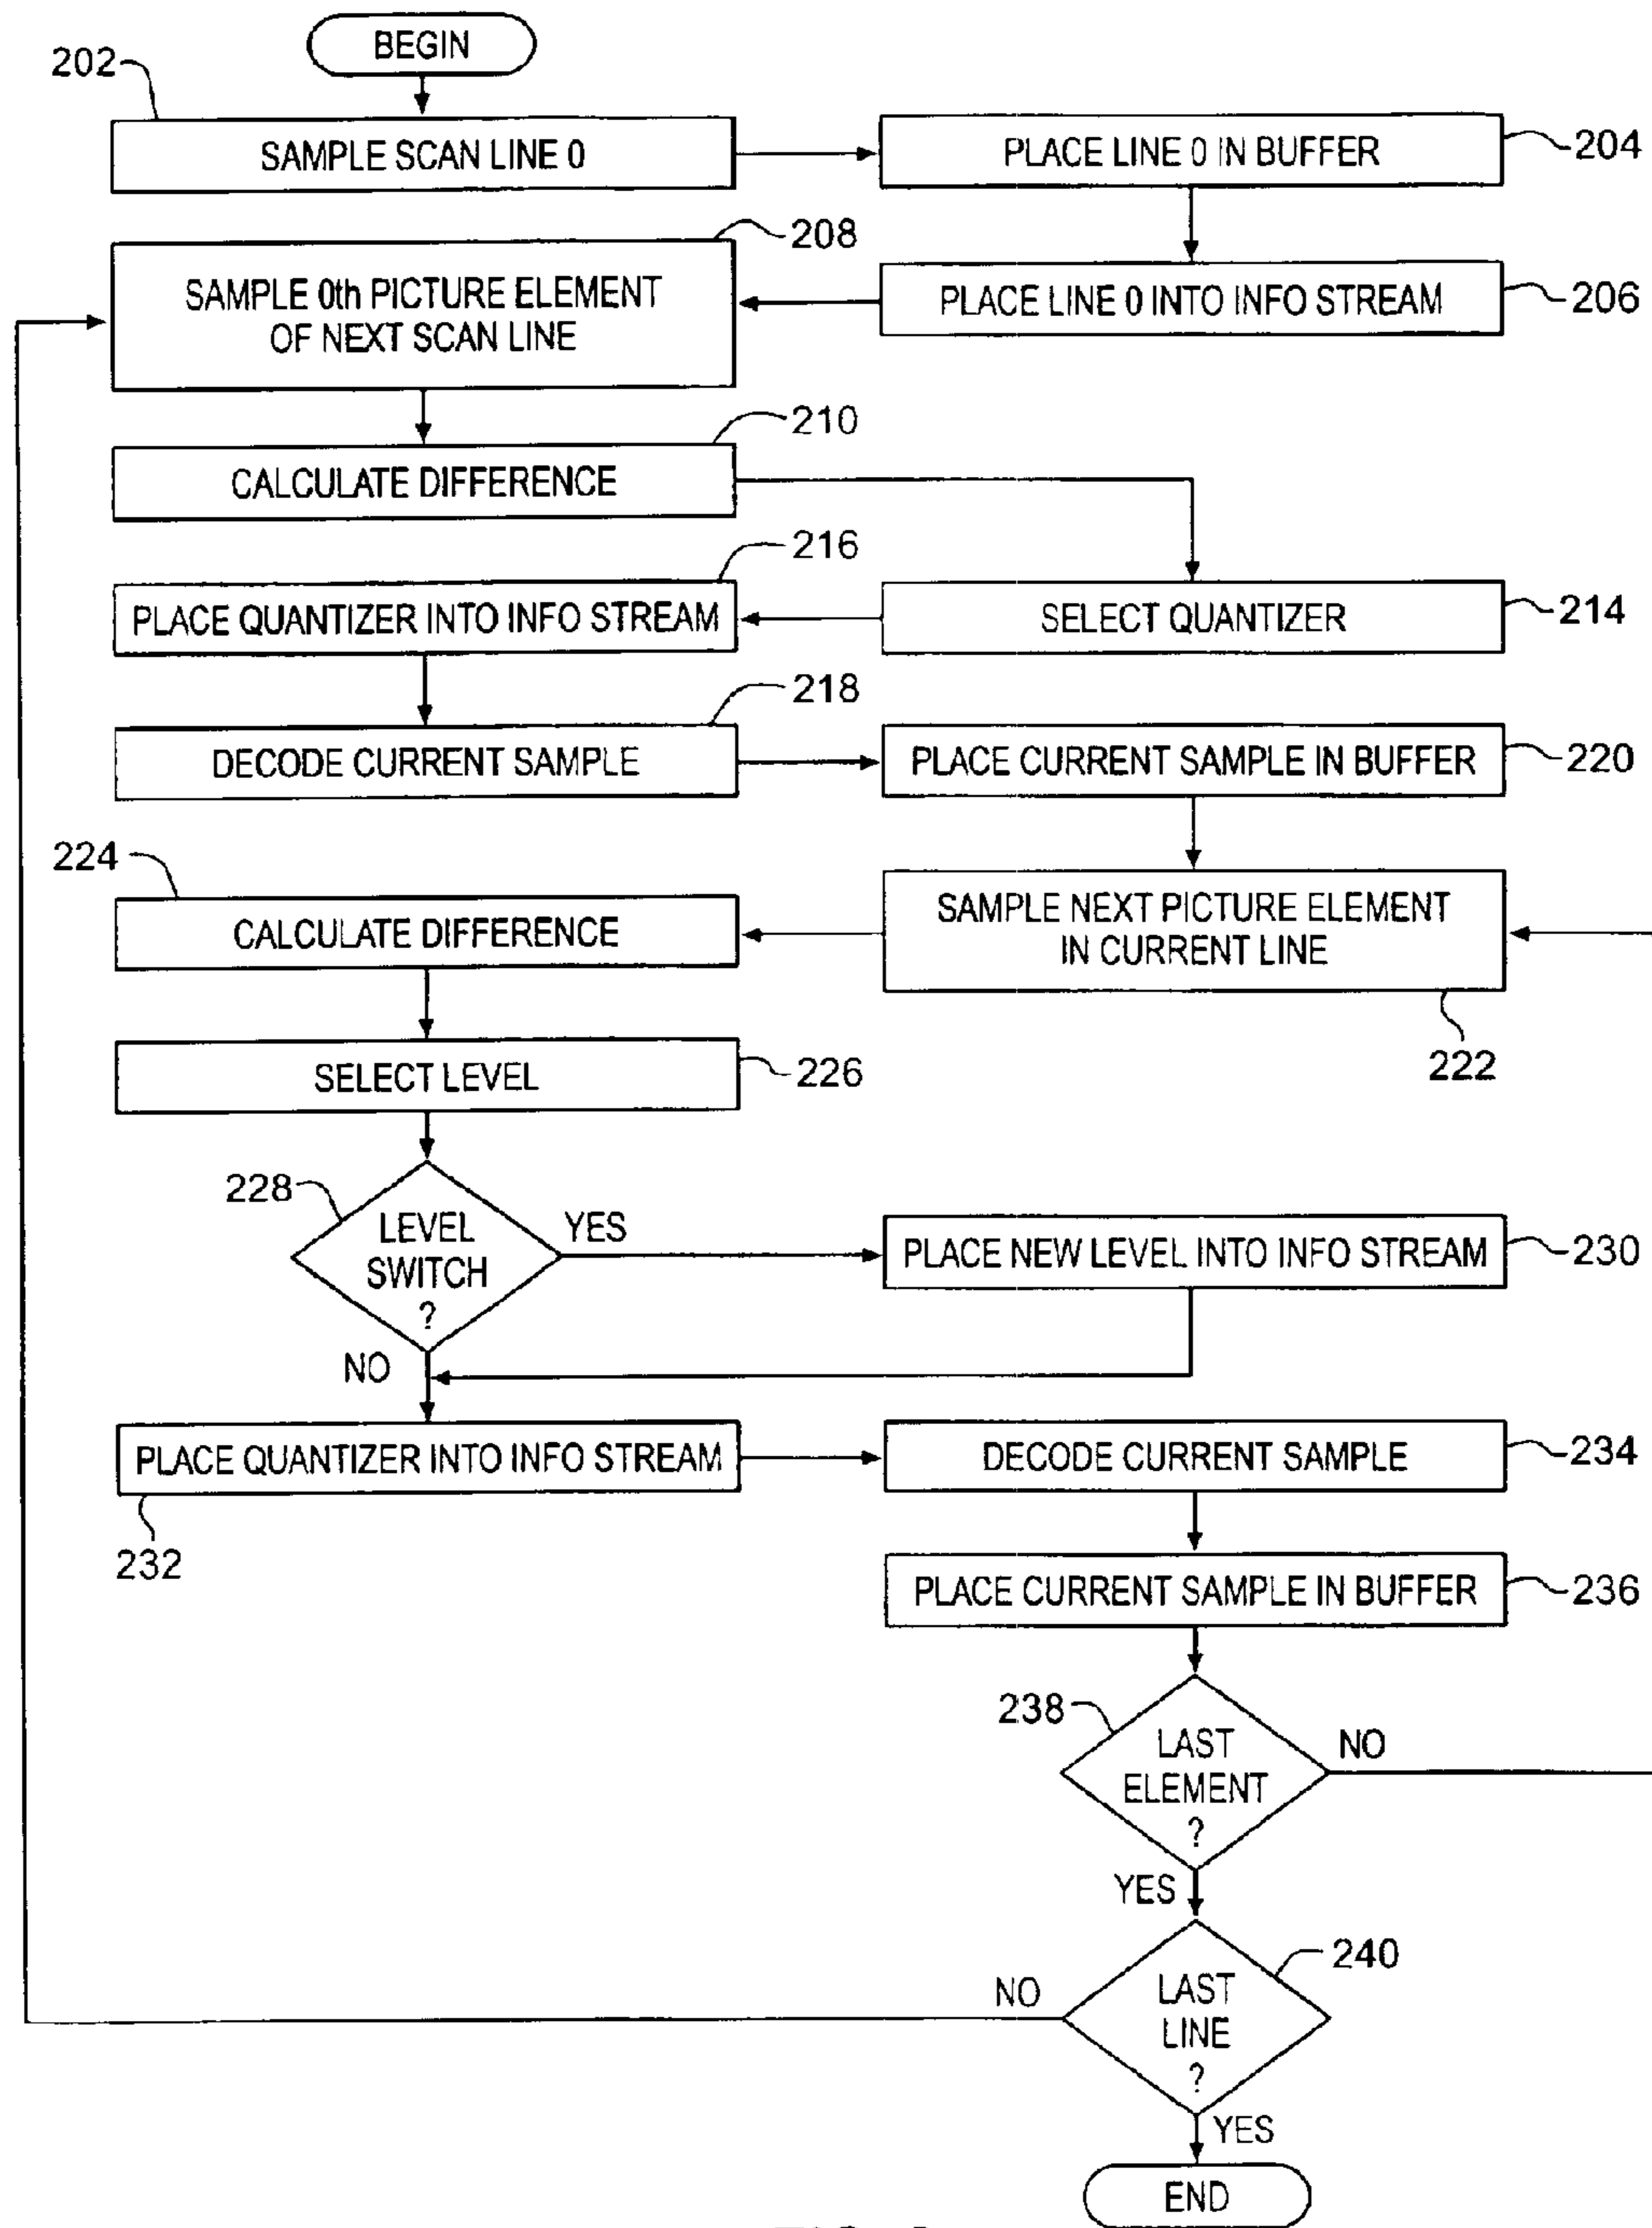 BEGIN
202
SAMPLE SCAN LINE 0
PLACE LINE 0 IN BUFFER
204
208
SAMPLE 0th PICTURE ELEMENT
OF NEXT SCAN LINE
PLACE LINE 0 INTO INFO STREAM
206
210
CALCULATE DIFFERENCE
216
PLACE QUANTIZER INTO INFO STREAM
SELECT QUANTIZER
214
218
DECODE CURRENT SAMPLE
PLACE CURRENT SAMPLE IN BUFFER
220
224
CALCULATE DIFFERENCE
SAMPLE NEXT PICTURE ELEMENT
IN CURRENT LINE
222
SELECT LEVEL
226
228
LEVEL
SWITCH
?
YES
NO
PLACE NEW LEVEL INTO INFO STREAM
230
PLACE QUANTIZER INTO INFO STREAM
232
DECODE CURRENT SAMPLE
234
PLACE CURRENT SAMPLE IN BUFFER
236
238
LAST
ELEMENT
?
NO
YES
240
LAST
LINE
?
NO
YES
END